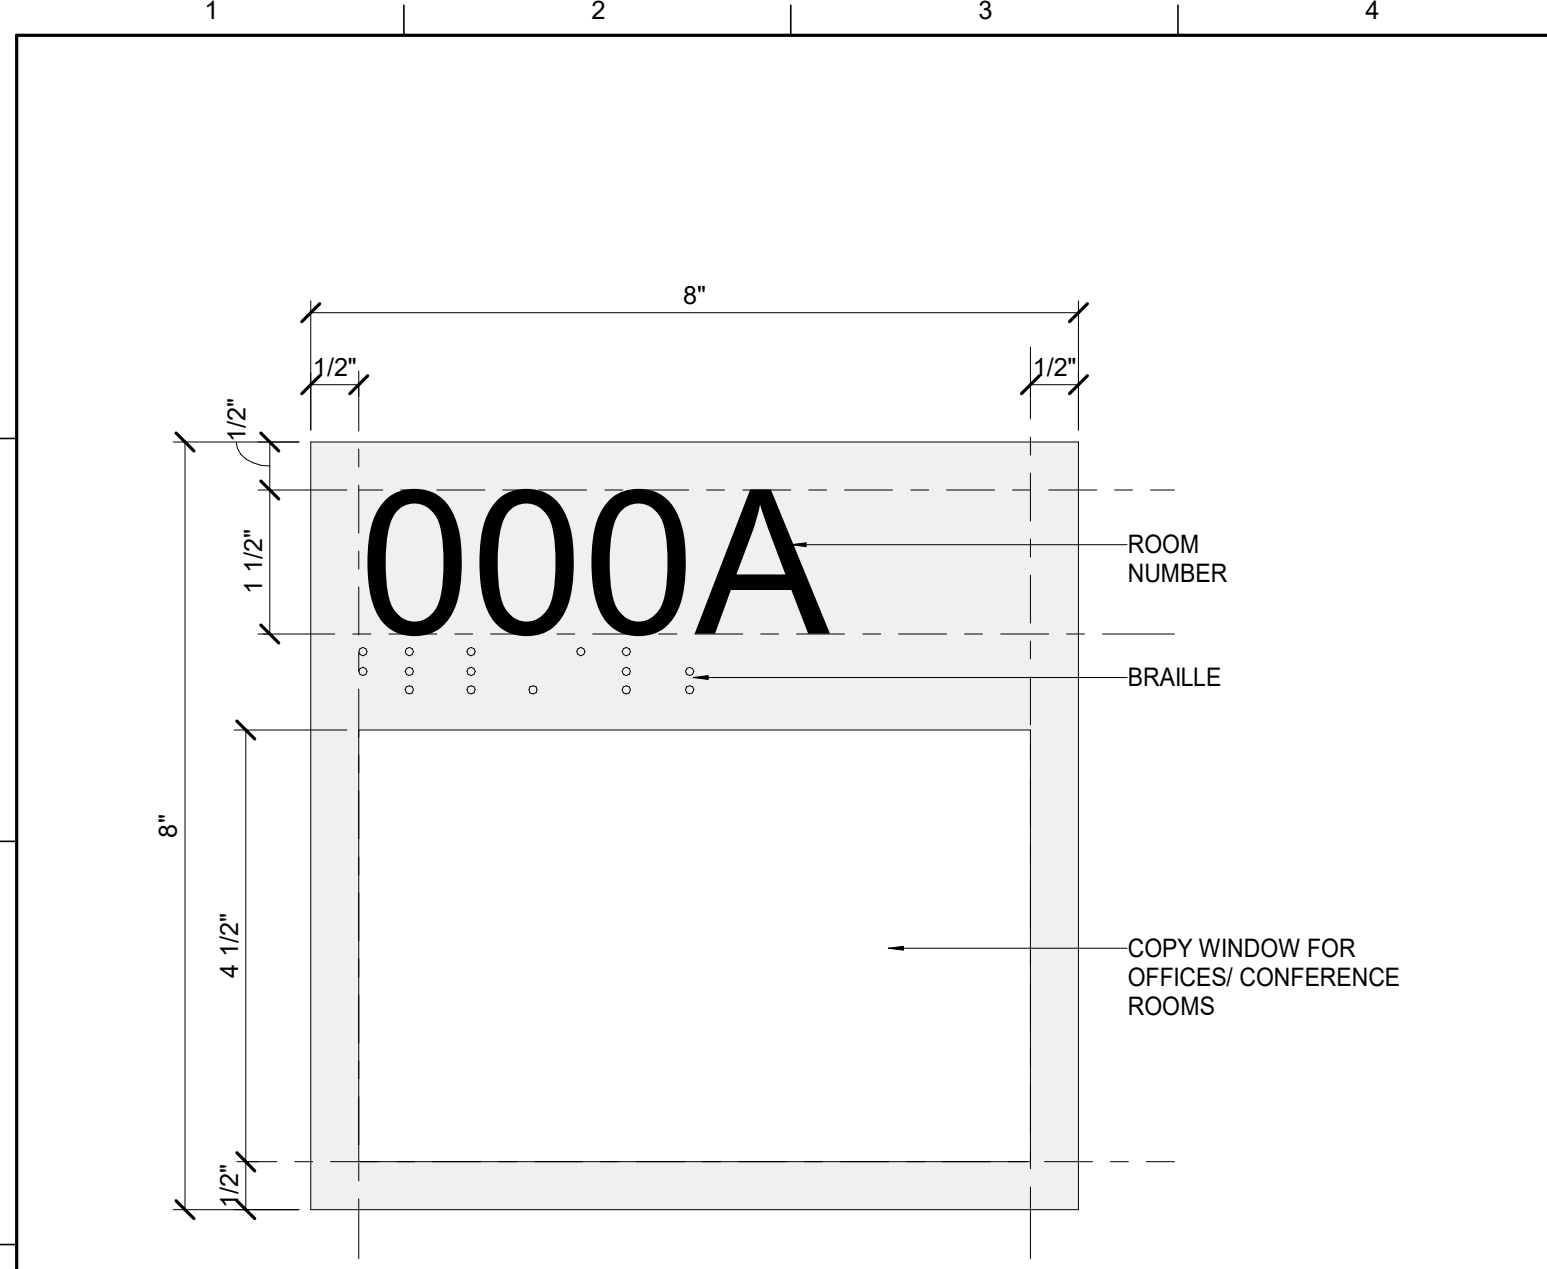 1 2 3 4
8"
1/2" 1/2"
1/2"
1 1/2"
000A
ROOM
NUMBER
BRAILLE
8"
4 1/2"
COPY WINDOW FOR
OFFICES/ CONFERENCE
ROOMS
1/2"